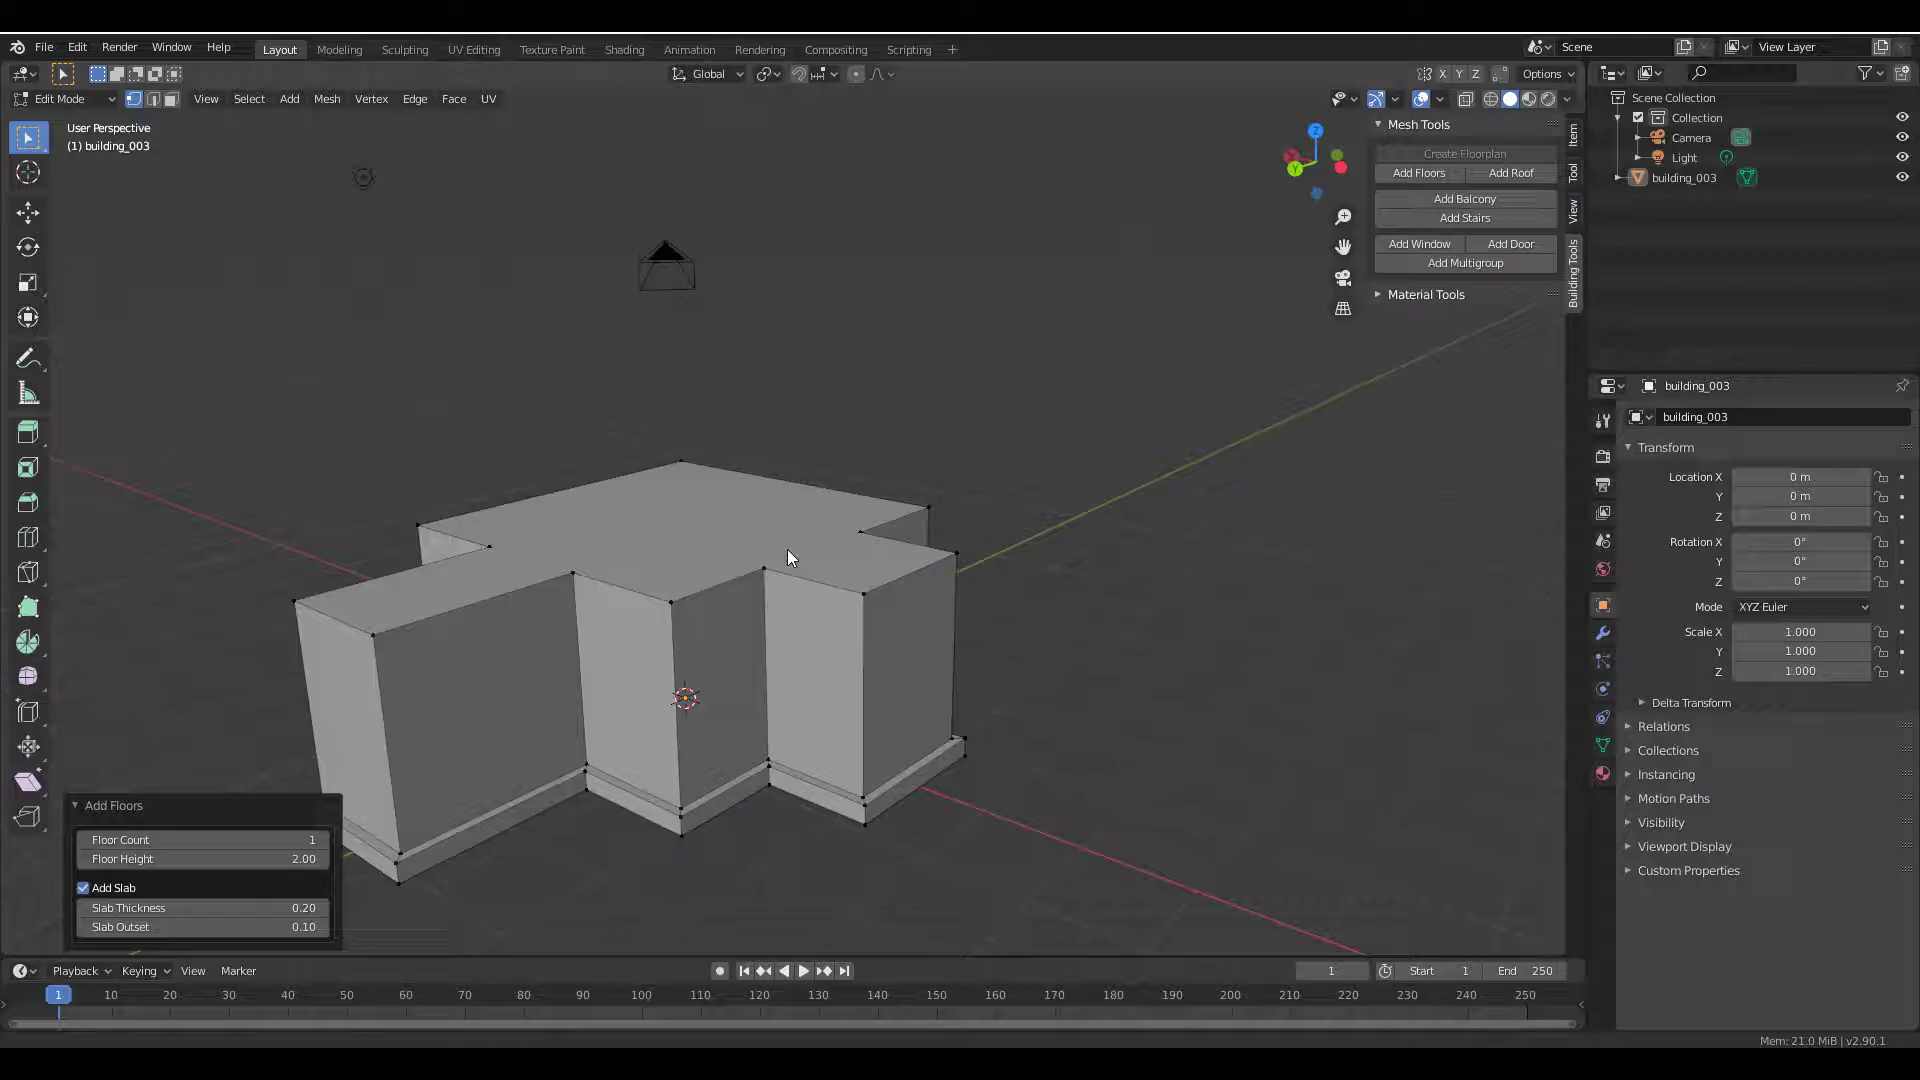 File Edit Render Window Help Layout Modeling Sculpting UV Editing Texture Paint Shading Animation Rendering Compositing Scripting + Scene View Layer
Global X Y Z Options
Edit Mode View Select Add Mesh Vertex Edge Face UV
User Perspective
(1) building_003
Z
Y
Mesh Tools
Create Floorplan
Add Floors Add Roof
Add Balcony
Add Stairs
Add Window Add Door
Add Multigroup
Material Tools
Item
Tool
View
Building Tools
Scene Collection
Collection
Camera
Light
building_003
building_003
building_003
Transform
Location X 0 m
Y 0 m
Z 0 m
Rotation X 0°
Y 0°
Z 0°
Mode XYZ Euler
Scale X 1.000
Y 1.000
Z 1.000
Delta Transform
Relations
Collections
Instancing
Motion Paths
Visibility
Viewport Display
Custom Properties
Add Floors
Floor Count 1
Floor Height 2.00
Add Slab
Slab Thickness 0.20
Slab Outset 0.10
Playback Keying View Marker 1 Start 1 End 250
1 10 20 30 40 50 60 70 80 90 100 110 120 130 140 150 160 170 180 190 200 210 220 230 240 250
Mem: 21.0 MiB | v2.90.1